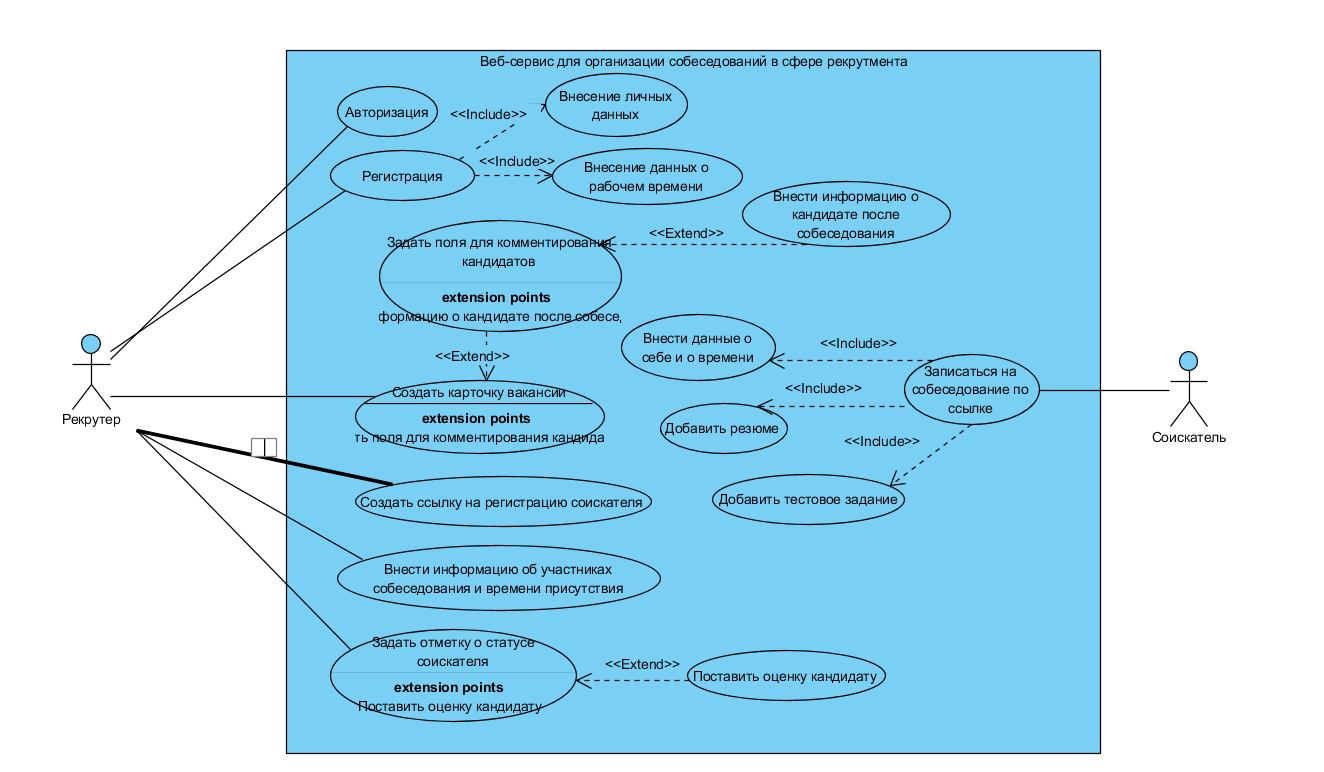 Веб-сервис для организации собеседований в сфере рекрутмента
Авторизация
<<Include>>
Внесение личных
данных
Регистрация
<<Include>>
Внесение данных о
рабочем времени
Внести информацию о
кандидате после
собеседования
<<Extend>>
Задать поля для комментирования
кандидатов
extension points
формацию о кандидате после собесе,
<<Extend>>
Внести данные о
себе и о времени
<<Include>>
Записаться на
собеседование по
ссылке
<<Include>>
Добавить резюме
<<Include>>
Добавить тестовое задание
Рекрутер
Соискатель
Создать карточку вакансии
extension points
ть поля для комментирования кандида
Создать ссылку на регистрацию соискателя
Внести информацию об участниках
собеседования и времени присутствия
Задать отметку о статусе
соискателя
extension points
Поставить оценку кандидату
<<Extend>>
Поставить оценку кандидату